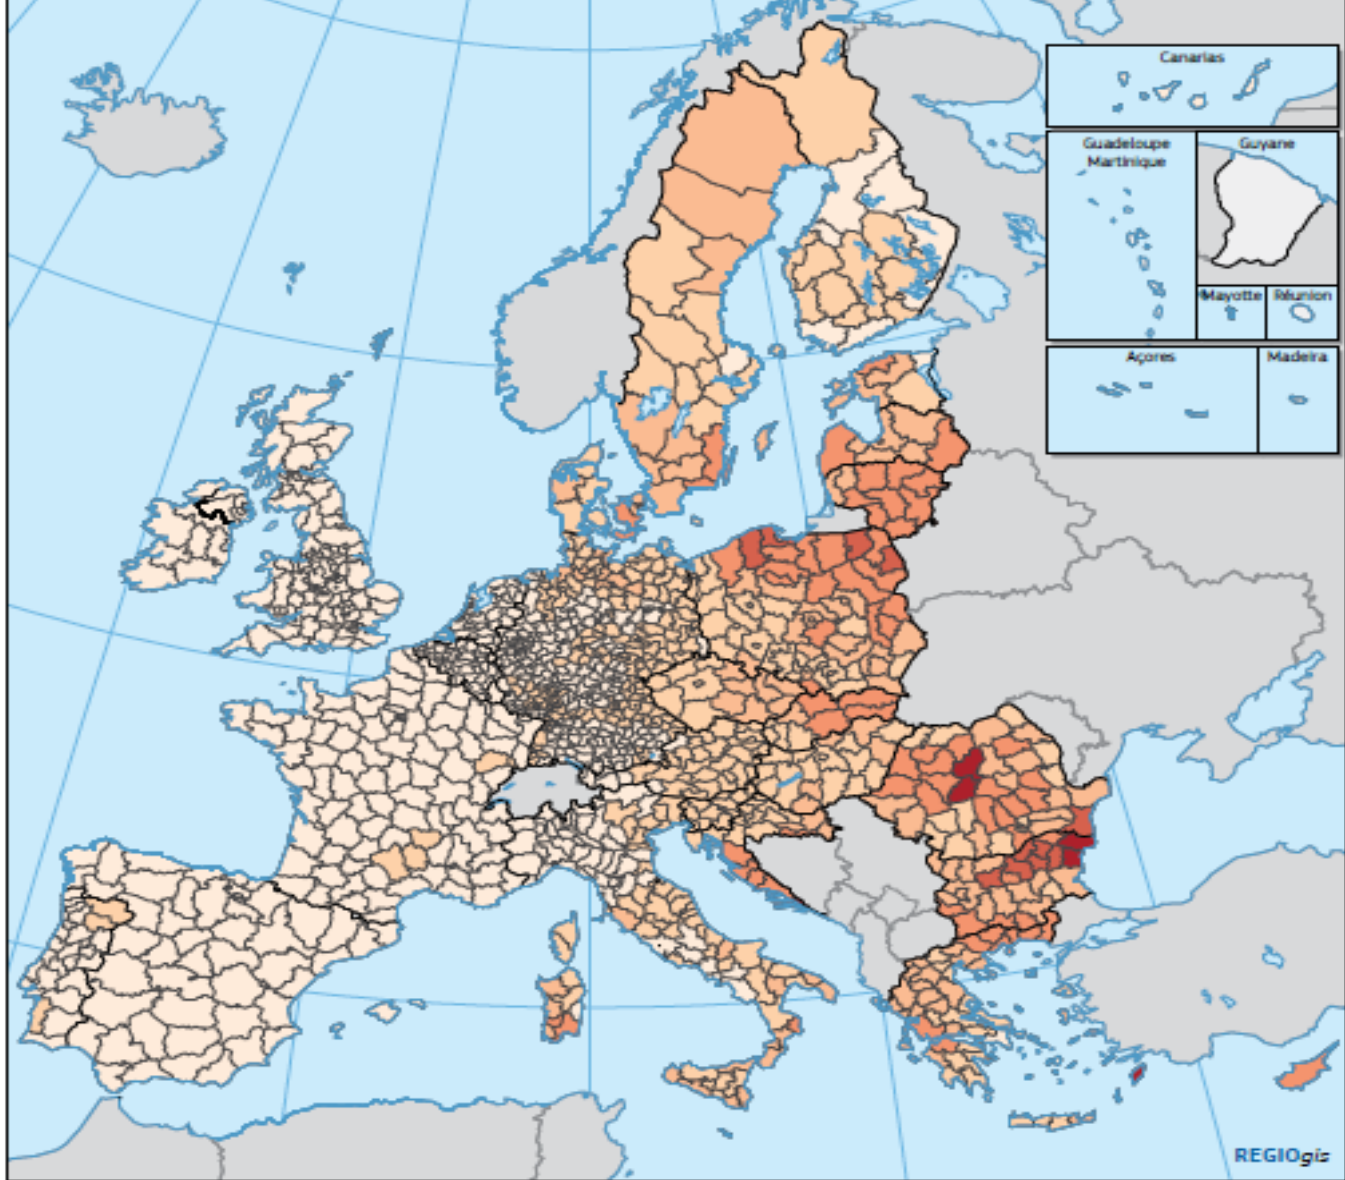 Canarias
Guadeloupe
Martinique
Guyane
Mayotte
Réunion
Açores
Madeira
REGIOgis